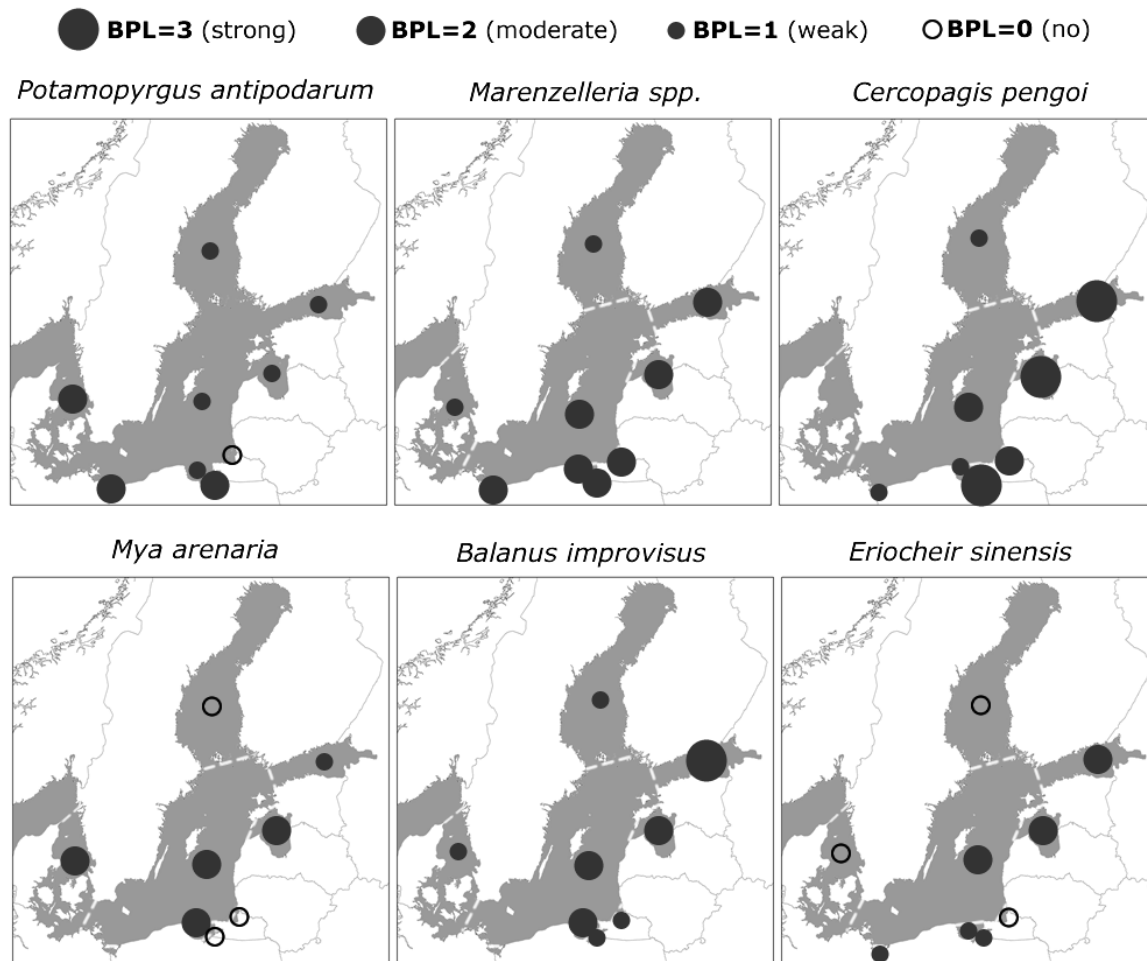 BPL=3 (strong) BPL=2 (moderate) BPL=1 (weak) BPL=0 (no)
Potamopyrgus antipodarum Marenzelleria spp. Cercopagis pengoi
Mya arenaria Balanus improvisus Eriocheir sinensis